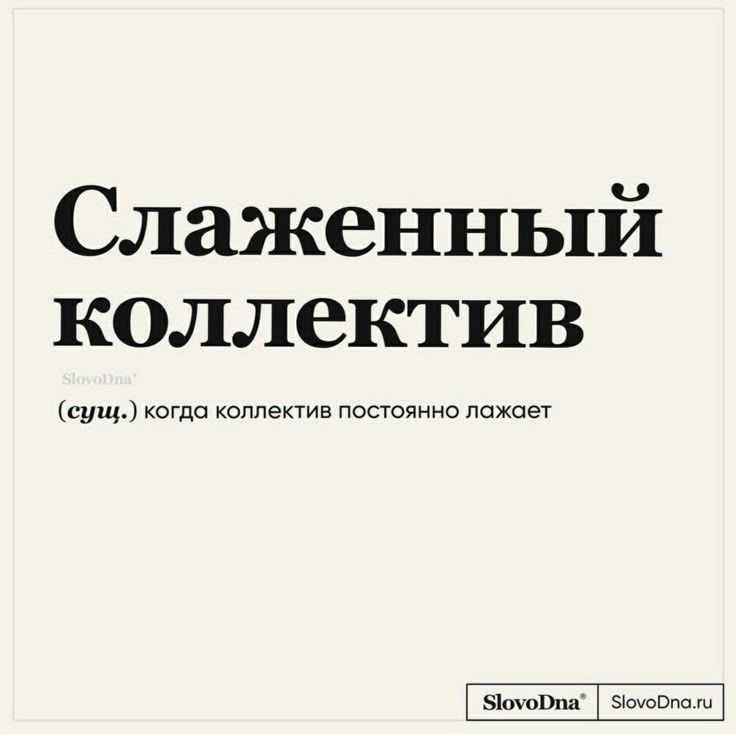 Слаженный
коллектив
SlovoDna®
(сущ.) когда коллектив постоянно лажает
SlovoDna® SlovoDna.ru